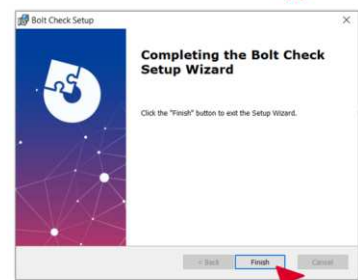 Bolt Check Setup
Completing the Bolt Check
Setup Wizard
Click the "Finish" button to exit the Setup Wizard.
< Back
Finish
Cancel